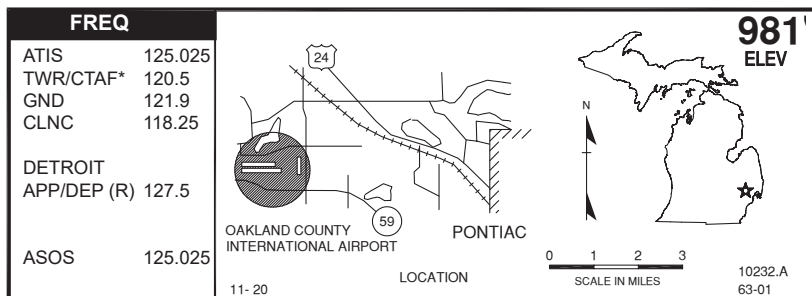 FREQ
ATIS 125.025
TWR/CTAF* 120.5
GND 121.9
CLNC 118.25
DETROIT
APP/DEP (R) 127.5
ASOS 125.025
24
59
OAKLAND COUNTY
INTERNATIONAL AIRPORT
PONTIAC
LOCATION
11- 20
981'
ELEV
N
0 1 2 3
SCALE IN MILES
10232.A
63-01